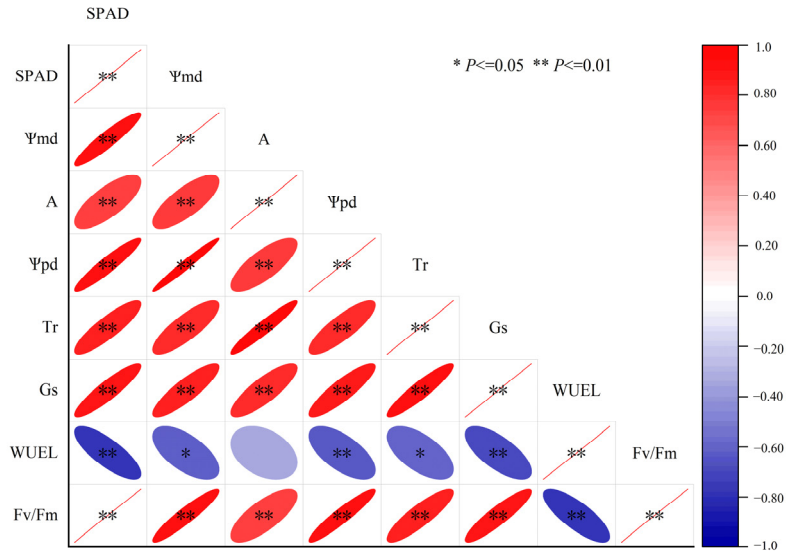 SPAD
SPAD ** Ψmd
* P<=0.05 ** P<=0.01
Ψmd ** ** A
A ** ** ** Ψpd
Ψpd ** ** ** ** Tr
Tr ** ** ** ** ** Gs
Gs ** ** ** ** ** ** WUEL
WUEL ** * ** * ** ** Fv/Fm
Fv/Fm ** ** ** ** ** ** ** **
1.0
0.80
0.60
0.40
0.20
0.0
−0.20
−0.40
−0.60
−0.80
−1.0